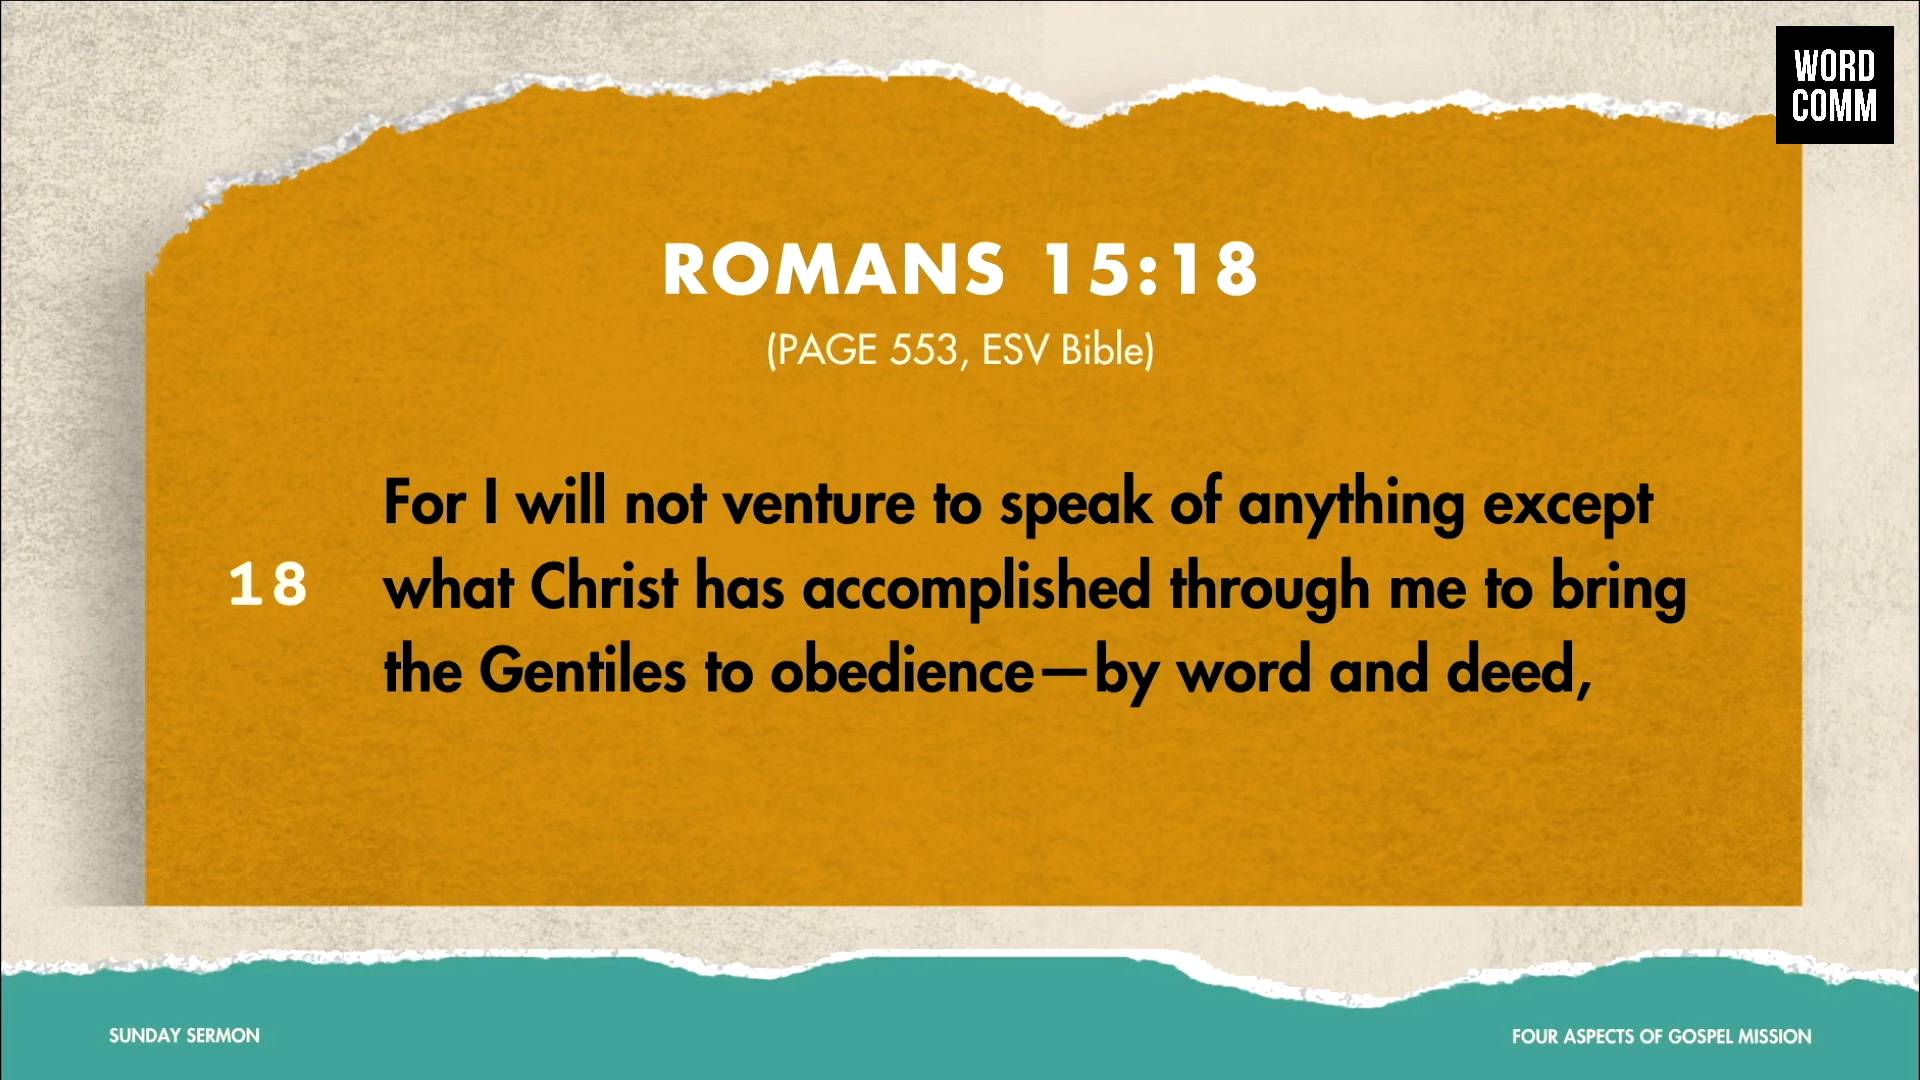 WORD
COMM
ROMANS 15:18
(PAGE 553, ESV Bible)
For I will not venture to speak of anything except
18 what Christ has accomplished through me to bring
the Gentiles to obedience—by word and deed,
SUNDAY SERMON
FOUR ASPECTS OF GOSPEL MISSION